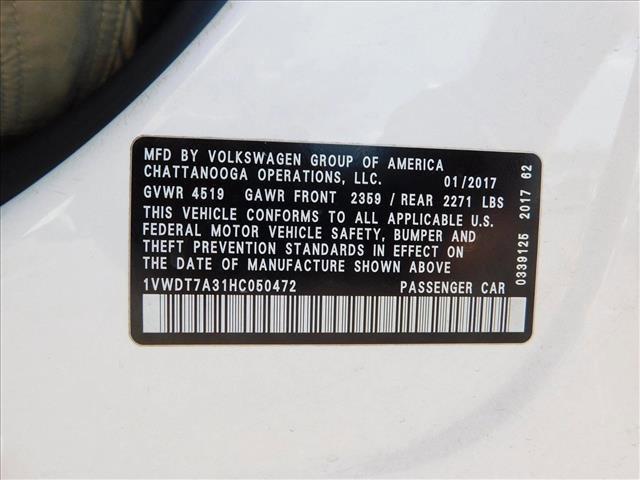 MFD BY VOLKSWAGEN GROUP OF AMERICA
CHATTANOOGA OPERATIONS, LLC. 01/2017
GVWR 4519 GAWR FRONT 2359 / REAR 2271 LBS
THIS VEHICLE CONFORMS TO ALL APPLICABLE U.S.
FEDERAL MOTOR VEHICLE SAFETY, BUMPER AND
THEFT PREVENTION STANDARDS IN EFFECT ON
THE DATE OF MANUFACTURE SHOWN ABOVE
1VWDT7A31HC050472 PASSENGER CAR
0339125 2017 62